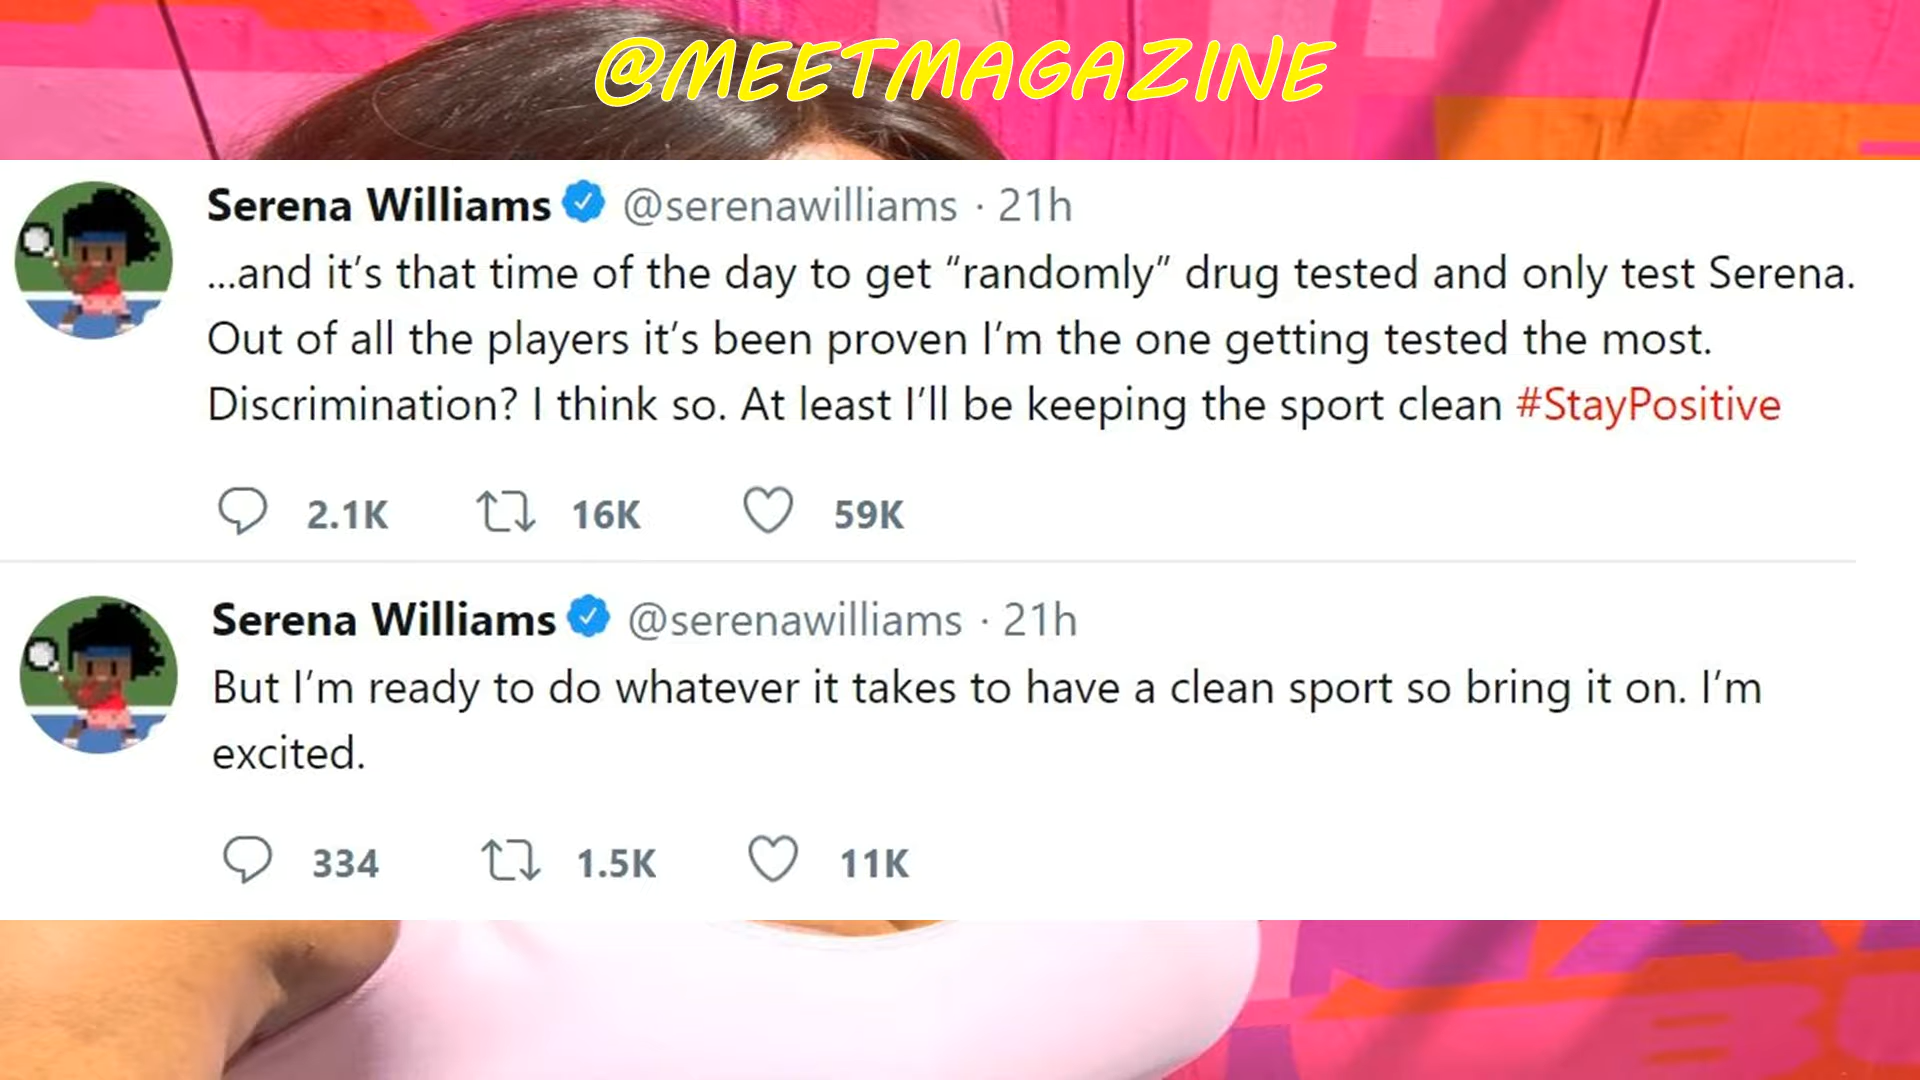 @MEETMAGAZINE
Serena Williams @serenawilliams · 21h
...and it’s that time of the day to get “randomly” drug tested and only test Serena.
Out of all the players it’s been proven I’m the one getting tested the most.
Discrimination? I think so. At least I’ll be keeping the sport clean #StayPositive
2.1K 16K 59K
Serena Williams @serenawilliams · 21h
But I’m ready to do whatever it takes to have a clean sport so bring it on. I’m
excited.
334 1.5K 11K